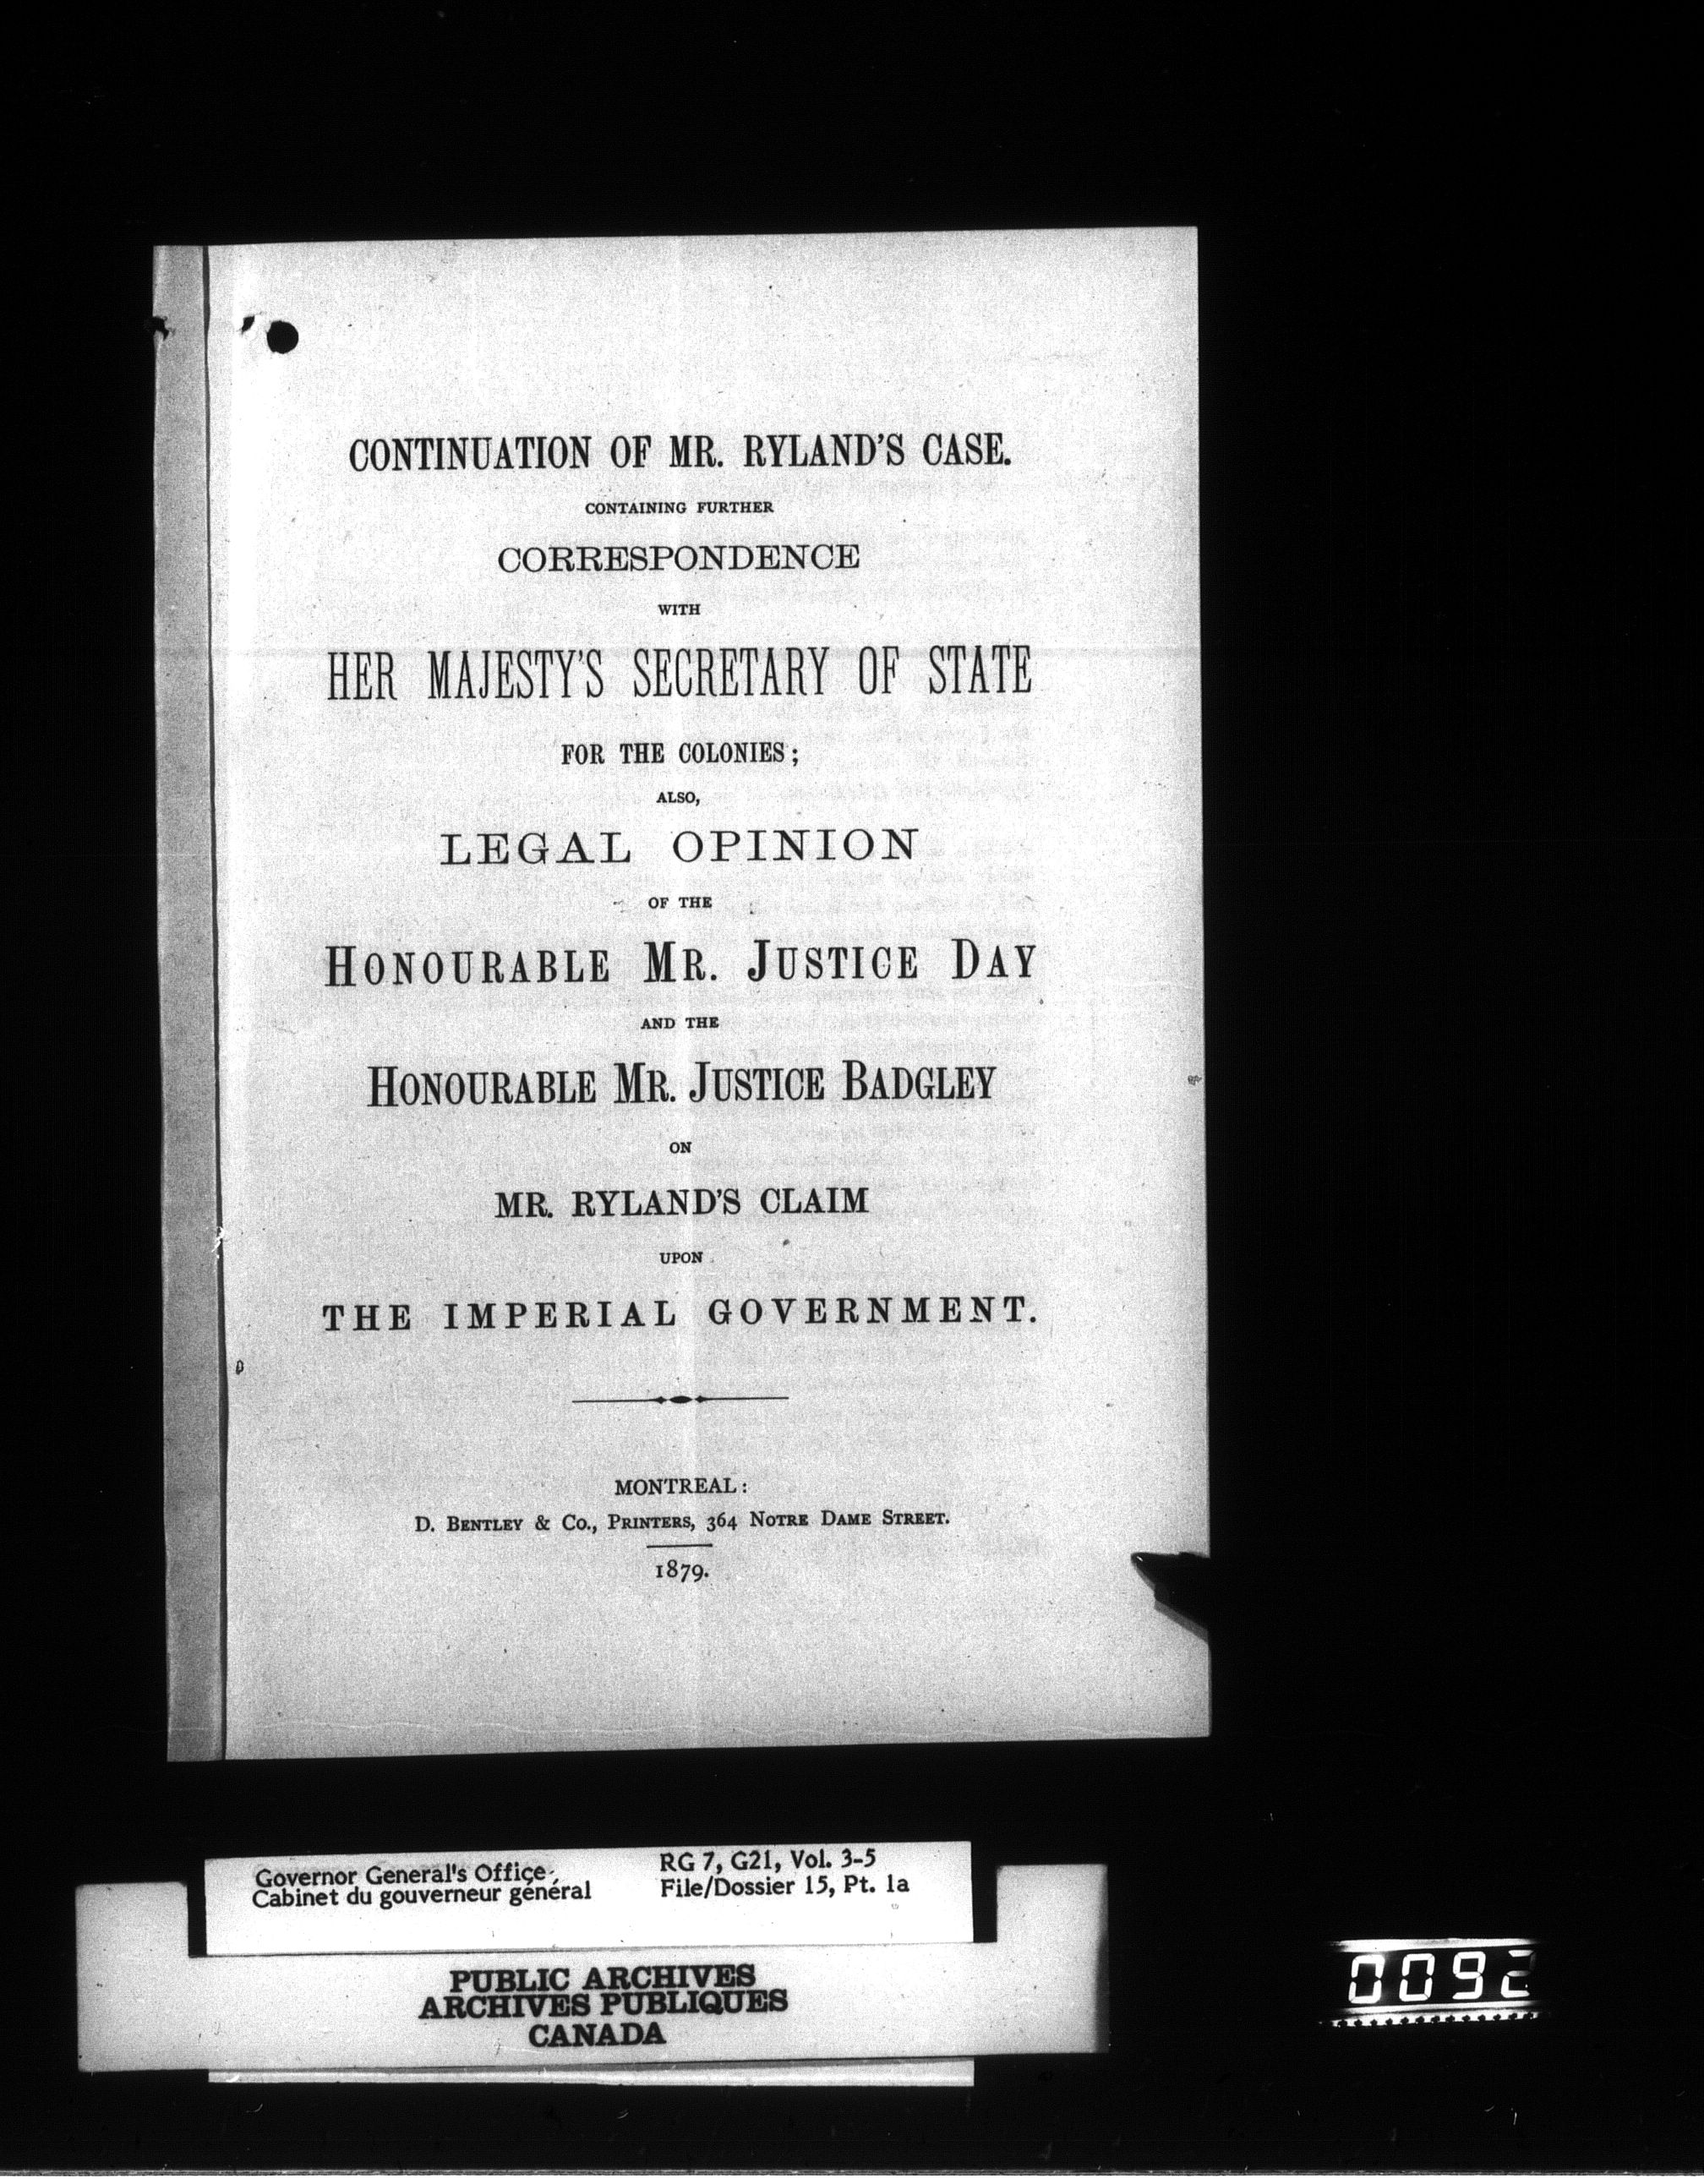 CONTINUATION OF MR. RYLAND'S CASE.
CONTAINING FURTHER
CORRESPONDENCE
WITH
HER MAJESTY'S SECRETARY OF STATE
FOR THE COLONIES;
ALSO,
LEGAL OPINION
OF THE
HONOURABLE MR. JUSTICE DAY
AND THE
HONOURABLE MR. JUSTICE BADGLEY
ON
MR. RYLAND'S CLAIM
UPON
THE IMPERIAL GOVERNMENT.
MONTREAL:
D. BENTLEY & CO., PRINTERS, 364 NOTRE DAME STREET.
1879.
Governor General's Office
Cabinet du gouverneur général
RG 7, G21, Vol. 3-5
File/Dossier 15, Pt. 1a
PUBLIC ARCHIVES
ARCHIVES PUBLIQUES
CANADA
0092